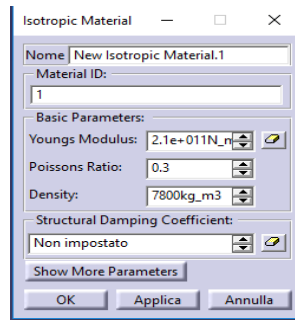 Isotropic Material
Nome New Isotropic Material.1
Material ID:
1
Basic Parameters:
Youngs Modulus: 2.1e+011N_m
Poissons Ratio: 0.3
Density: 7800kg_m3
Structural Damping Coefficient:
Non impostato
Show More Parameters
OK Applica Annulla